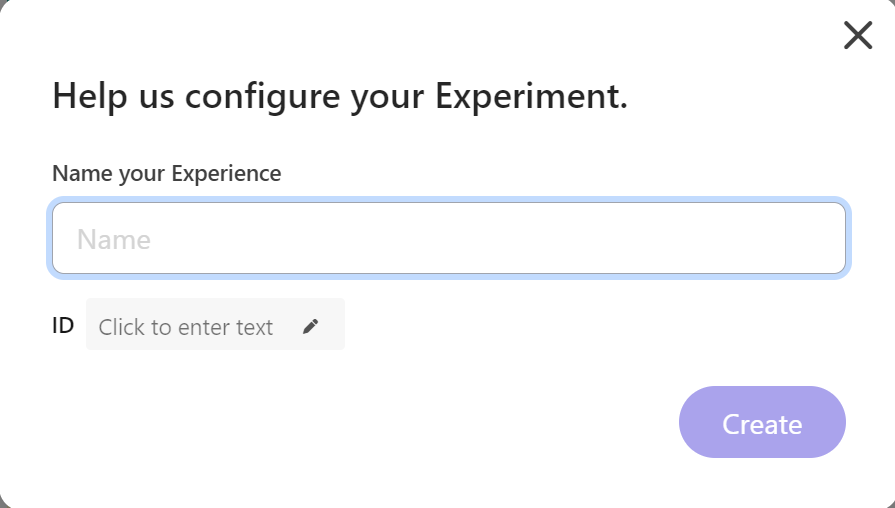 Help us configure your Experiment.
Name your Experience
Name
ID Click to enter text
Create